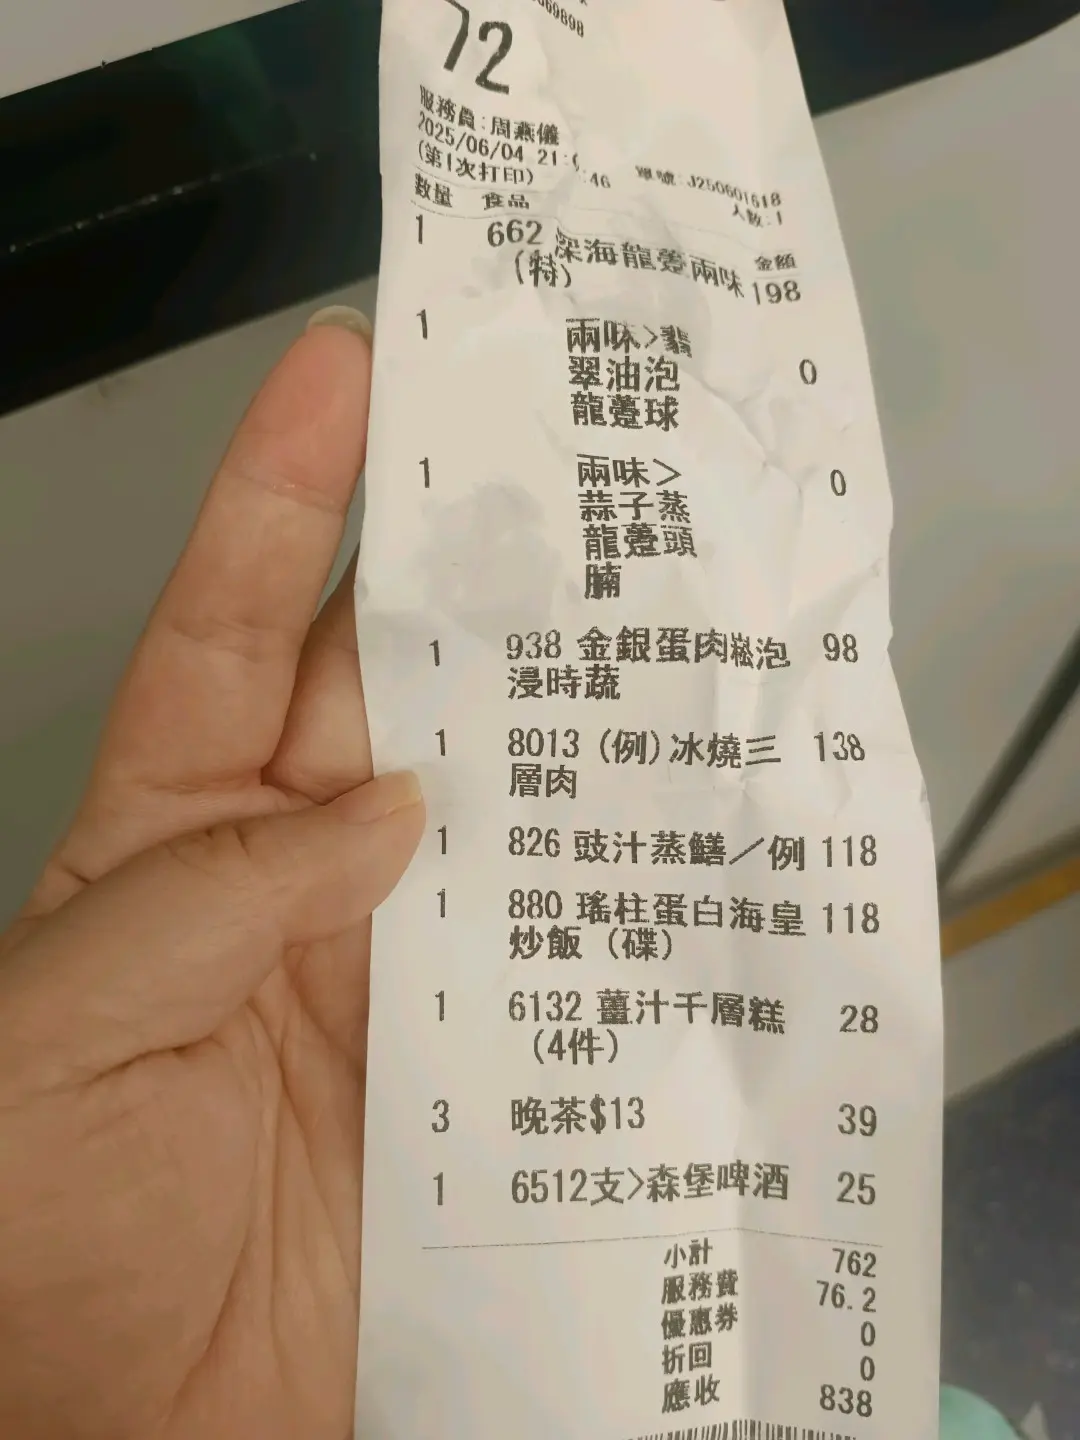 72
服務員:周燕儀
2025/06/04 21:
(第1次打印) :46 單號:J250601618
人數:1
數量 食品 金額
1 662 深海龍躉兩味 198
(特)
1 兩味>翡 0
翠油泡
龍躉球
1 兩味> 0
蒜子蒸
龍躉頭
腩
1 938 金銀蛋肉崧泡 98
浸時蔬
1 8013 (例)冰燒三 138
層肉
1 826 豉汁蒸鱔／例 118
1 880 瑤柱蛋白海皇 118
炒飯 (碟)
1 6132 薑汁千層糕 28
(4件)
3 晚茶$13 39
1 6512支>森堡啤酒 25
小計 762
服務費 76.2
優惠券 0
折回 0
應收 838